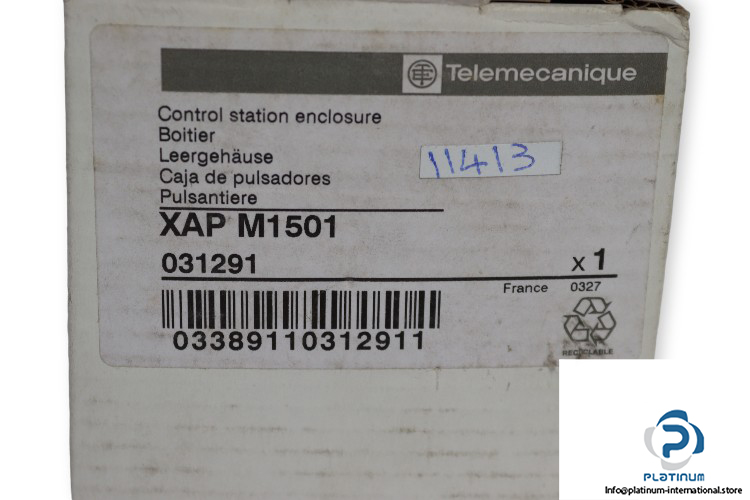 Telemecanique
Control station enclosure
Boitier
Leergehäuse
Caja de pulsadores
Pulsantiere
11413
XAP M1501
031291
x 1
France 0327
03389110312911
RECYCLABLE
PLATINUM
Info@platinum-international.store